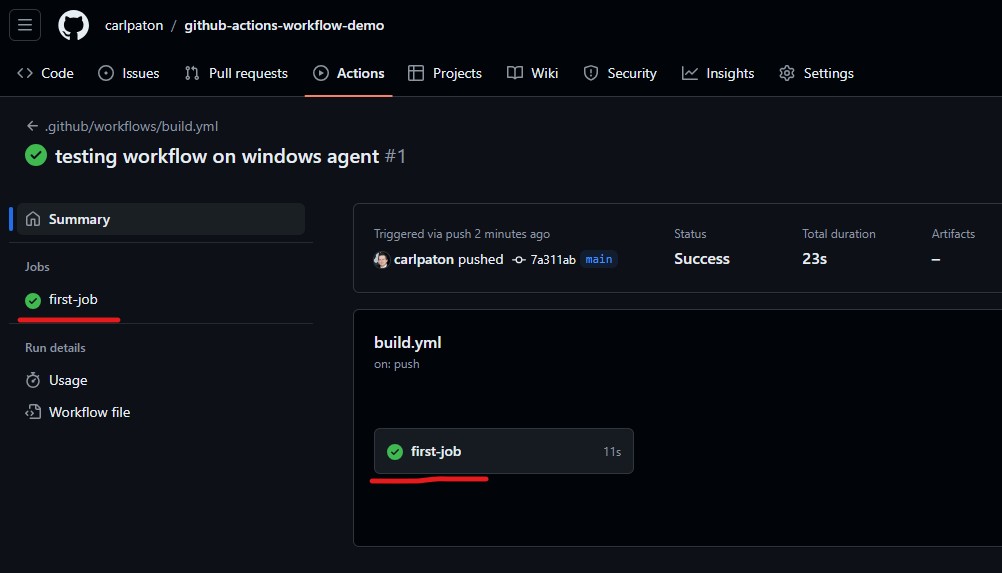 carlpaton / github-actions-workflow-demo
Code Issues Pull requests Actions Projects Wiki Security Insights Settings
.github/workflows/build.yml
testing workflow on windows agent #1
Summary
Jobs
first-job
Run details
Usage
Workflow file
Triggered via push 2 minutes ago
carlpaton pushed 7a311ab main
Status
Success
Total duration
23s
Artifacts
–
build.yml
on: push
first-job 11s